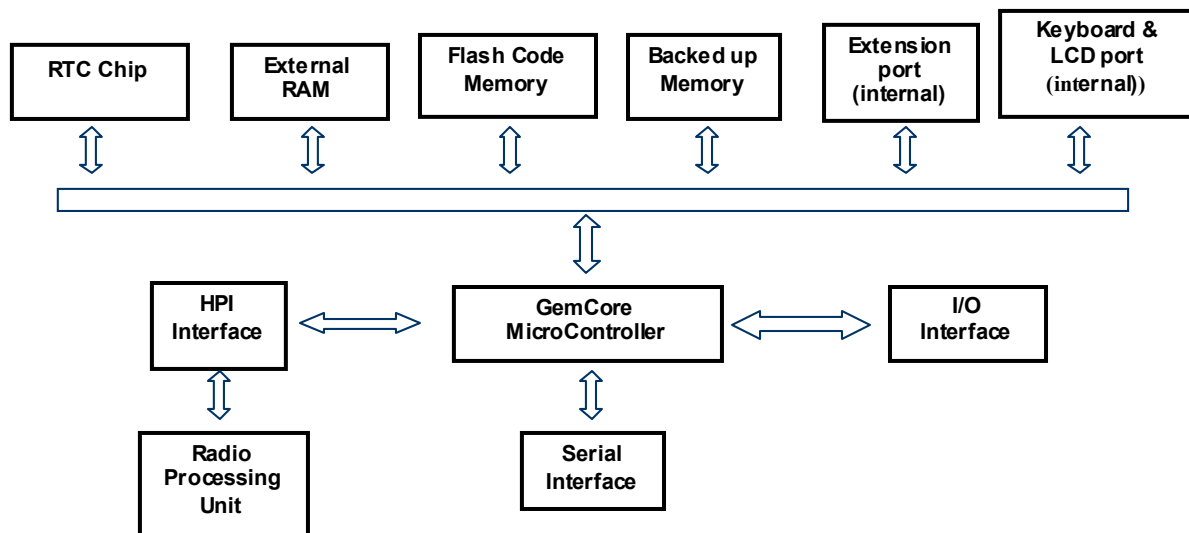 RTC Chip
External
RAM
Flash Code
Memory
Backed up
Memory
Extension
port
(internal)
Keyboard &
LCD port
(internal))
HPI
Interface
GemCore
MicroController
I/O
Interface
Radio
Processing
Unit
Serial
Interface